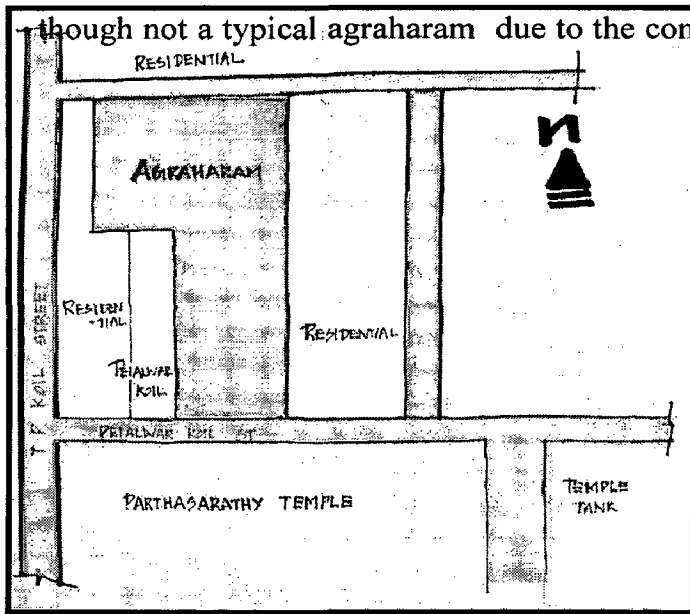 though not a typical agraharam due to the con
RESIDENTIAL
N
AGRAHARAM
RESIDEN
-TIAL
PEIALWAR
KOIL
RESIDENTIAL
T P KOIL STREET
PEIALWAR KOIL ST
PARTHASARATHY TEMPLE
TEMPLE
TANK